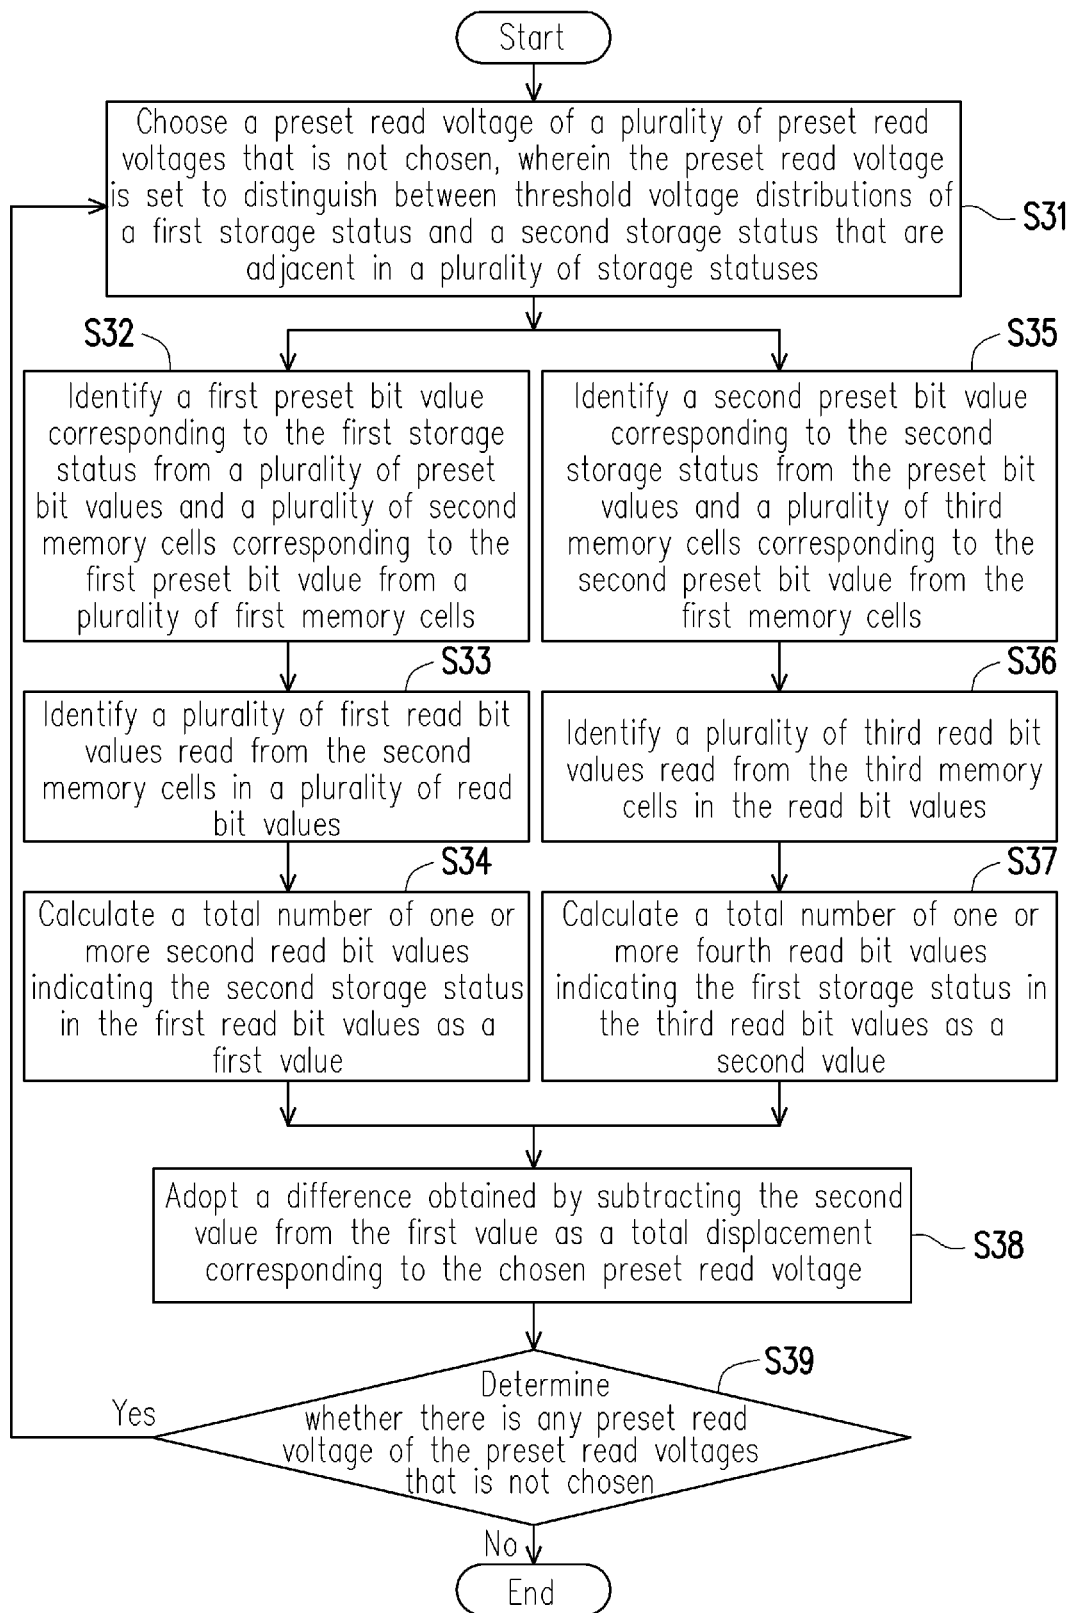 Start
Choose a preset read voltage of a plurality of preset read
voltages that is not chosen, wherein the preset read voltage
is set to distinguish between threshold voltage distributions of
a first storage status and a second storage status that are
adjacent in a plurality of storage statuses
S31
S32
Identify a first preset bit value
corresponding to the first storage
status from a plurality of preset
bit values and a plurality of second
memory cells corresponding to the
first preset bit value from a
plurality of first memory cells
S35
Identify a second preset bit value
corresponding to the second
storage status from the preset bit
values and a plurality of third
memory cells corresponding to the
second preset bit value from the
first memory cells
S33
Identify a plurality of first read bit
values read from the second
memory cells in a plurality of read
bit values
S36
Identify a plurality of third read bit
values read from the third memory
cells in the read bit values
S34
Calculate a total number of one or
more second read bit values
indicating the second storage status
in the first read bit values as a
first value
S37
Calculate a total number of one or
more fourth read bit values
indicating the first storage status in
the third read bit values as a
second value
Adopt a difference obtained by subtracting the second
value from the first value as a total displacement
corresponding to the chosen preset read voltage
S38
S39
Determine
whether there is any preset read
voltage of the preset read voltages
that is not chosen
Yes
No
End